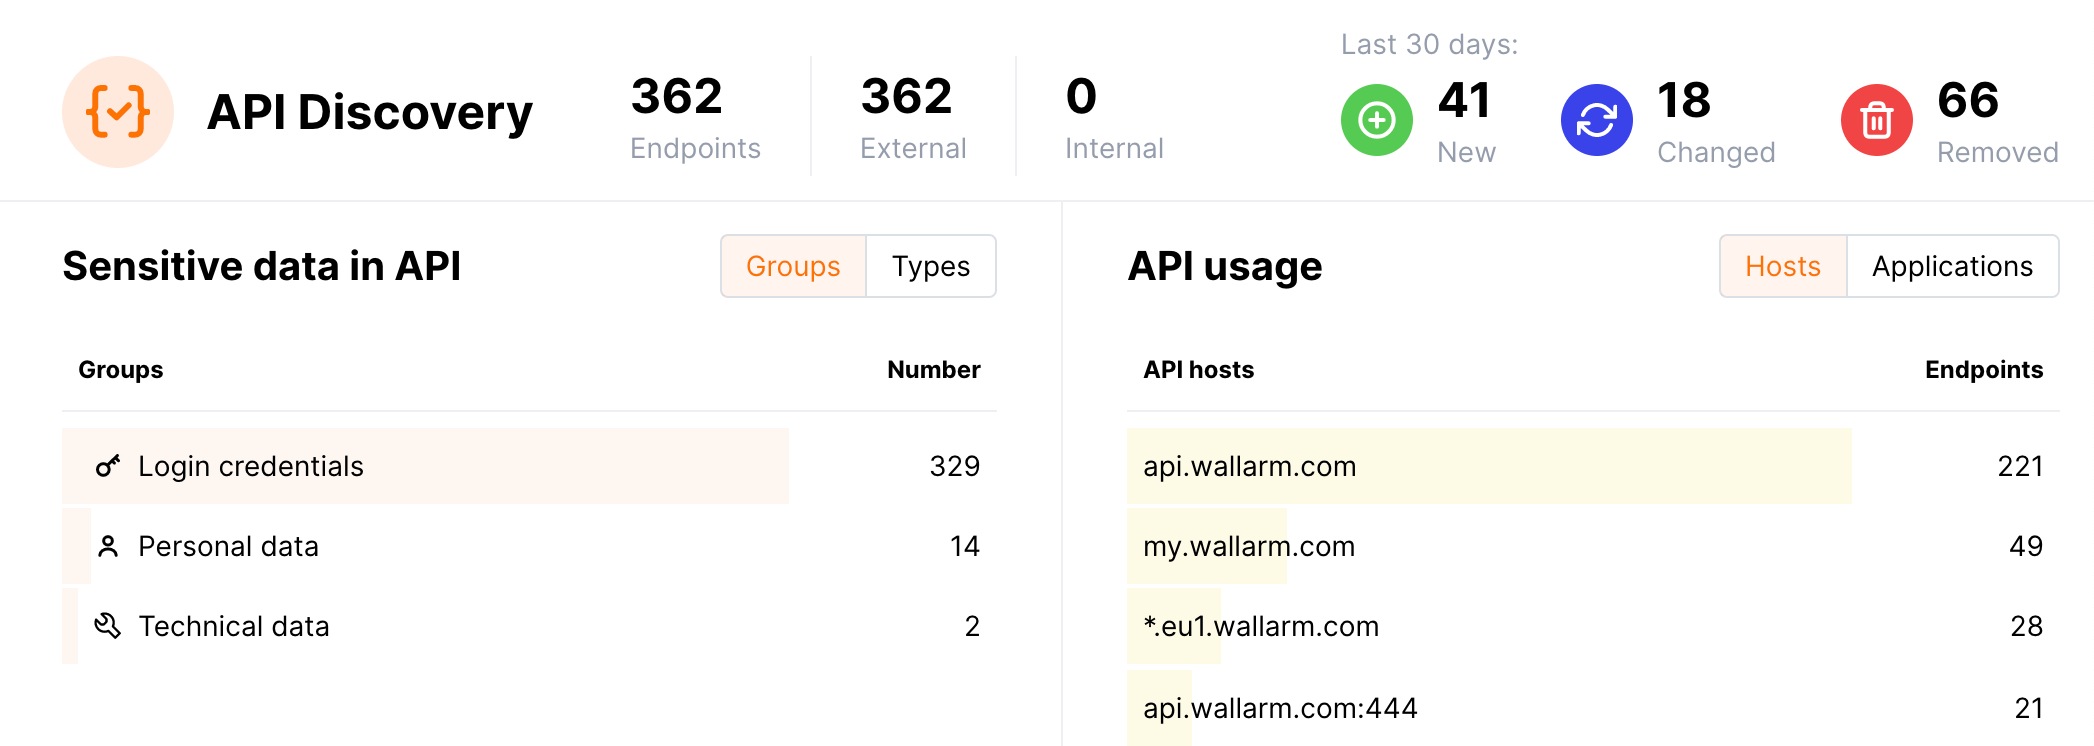 Last 30 days:
API Discovery
362
Endpoints
362
External
0
Internal
41
New
18
Changed
66
Removed
Sensitive data in API
Groups Types
Groups Number
Login credentials 329
Personal data 14
Technical data 2
API usage
Hosts Applications
API hosts Endpoints
api.wallarm.com 221
my.wallarm.com 49
*.eu1.wallarm.com 28
api.wallarm.com:444 21